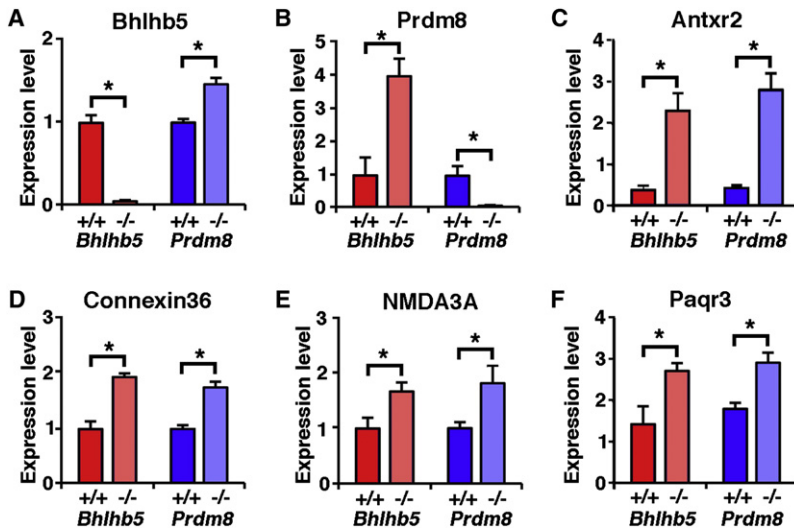 A Bhlhb5
Expression level
2
1
0
* *
+/+ -/- +/+ -/-
Bhlhb5 Prdm8
B Prdm8
Expression level
5
4
3
2
1
0
* *
+/+ -/- +/+ -/-
Bhlhb5 Prdm8
C Antxr2
Expression level
4
3
2
1
0
* *
+/+ -/- +/+ -/-
Bhlhb5 Prdm8
D Connexin36
Expression level
3
2
1
0
* *
+/+ -/- +/+ -/-
Bhlhb5 Prdm8
E NMDA3A
Expression level
3
2
1
0
* *
+/+ -/- +/+ -/-
Bhlhb5 Prdm8
F Paqr3
Expression level
4
3
2
1
0
* *
+/+ -/- +/+ -/-
Bhlhb5 Prdm8